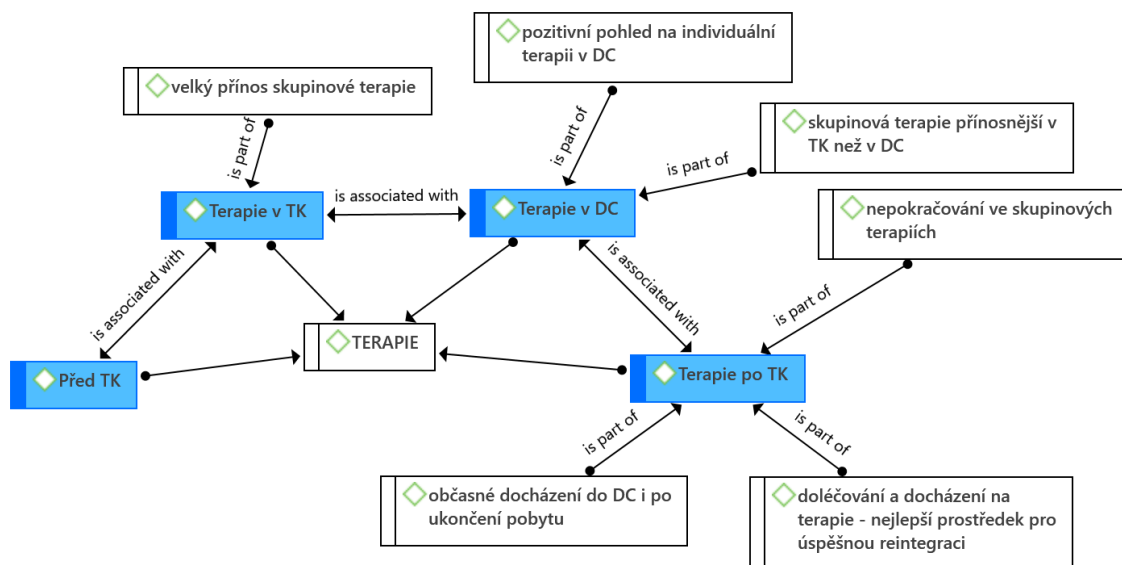 pozitivní pohled na individuální
terapii v DC
velký přínos skupinové terapie
is part of
is part of
skupinová terapie přínosnější v
TK než v DC
is part of
Terapie v TK
is associated with
Terapie v DC
nepokračování ve skupinových
terapiích
is associated with
is associated with
is part of
TERAPIE
Před TK
Terapie po TK
is part of
is part of
občasné docházení do DC i po
ukončení pobytu
doléčování a docházení na
terapie - nejlepší prostředek pro
úspěšnou reintegraci